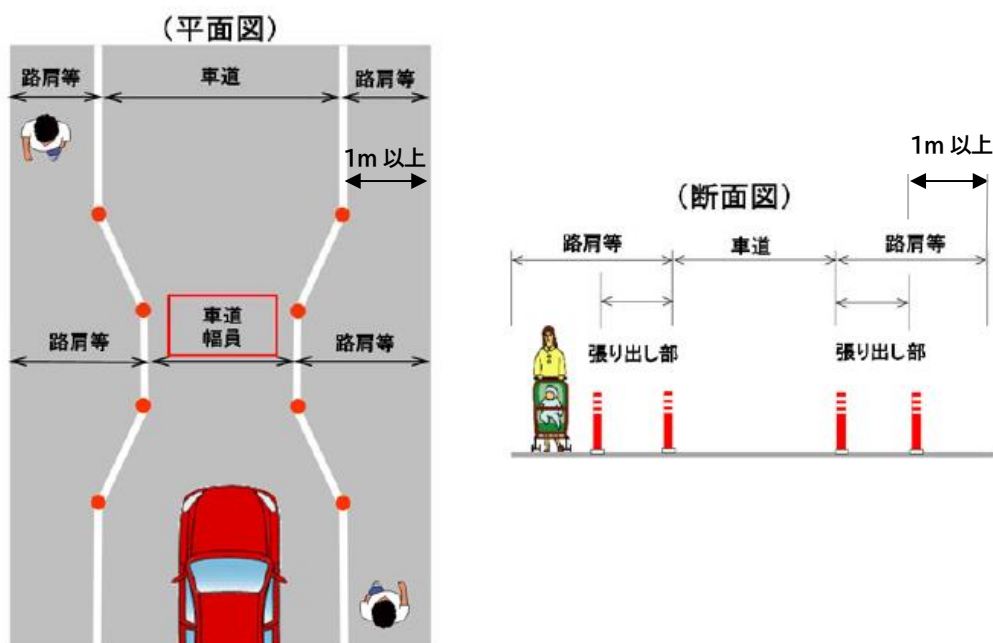 (平面図)
路肩等
車道
路肩等
1m 以上
車道
幅員
路肩等
路肩等
1m 以上
(断面図)
路肩等
車道
路肩等
張り出し部
張り出し部